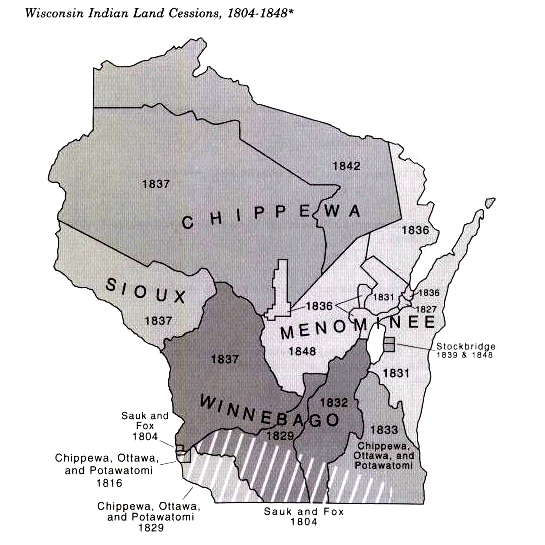 Wisconsin Indian Land Cessions, 1804-1848*
1842
1837
CHIPPEWA
1836
SIOUX
1837
1836
1831
1836
1827
MENOMINEE
1848
Stockbridge
1839 & 1848
1837
1831
WINNEBAGO
1832
1829
1833
Chippewa,
Ottawa, and
Potawatomi
Sauk and
Fox
1804
Chippewa, Ottawa,
and Potawatomi
1816
Chippewa, Ottawa,
and Potawatomi
1829
Sauk and Fox
1804